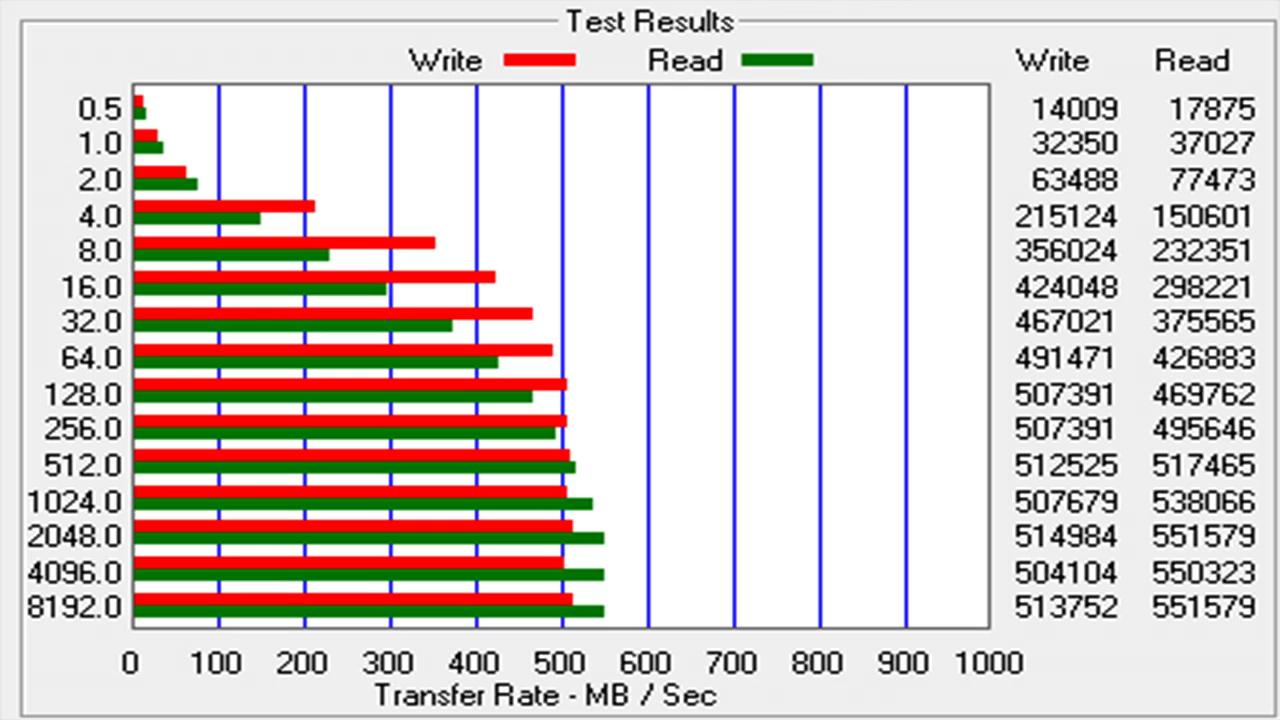 Test Results
Write Read Write Read
0.5 14009 17875
1.0 32350 37027
2.0 63488 77473
4.0 215124 150601
8.0 356024 232351
16.0 424048 298221
32.0 467021 375565
64.0 491471 426883
128.0 507391 469762
256.0 507391 495646
512.0 512525 517465
1024.0 507679 538066
2048.0 514984 551579
4096.0 504104 550323
8192.0 513752 551579
0 100 200 300 400 500 600 700 800 900 1000
Transfer Rate - MB / Sec